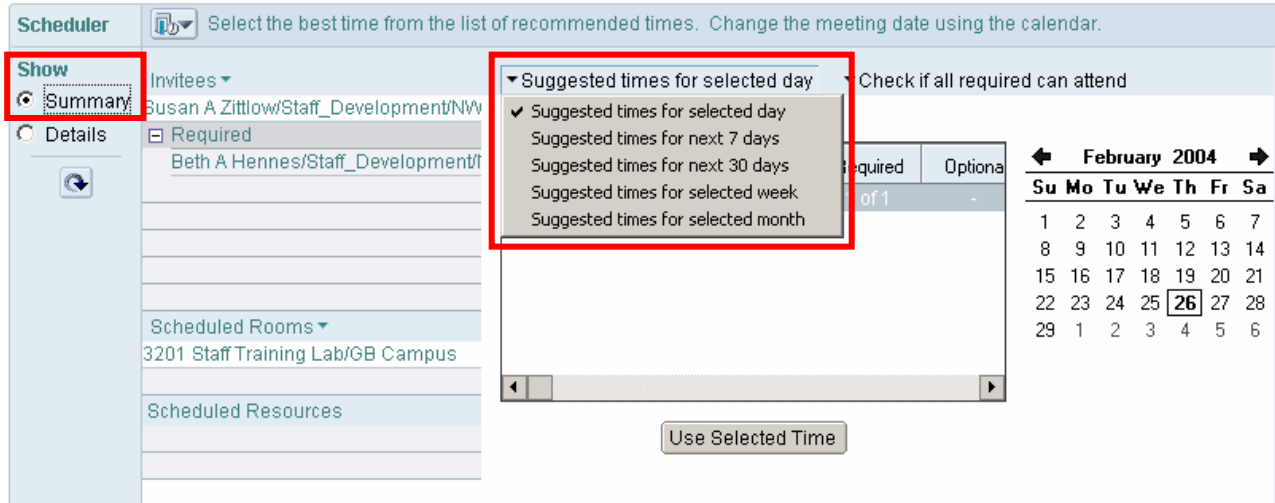 Scheduler
Select the best time from the list of recommended times. Change the meeting date using the calendar.
Show
Summary
Details
Invitees
Susan A Zittlow/Staff_Development/NW
Required
Beth A Hennes/Staff_Development/
Scheduled Rooms
3201 Staff Training Lab/GB Campus
Scheduled Resources
Suggested times for selected day
Check if all required can attend
Suggested times for selected day
Suggested times for next 7 days
Suggested times for next 30 days
Suggested times for selected week
Suggested times for selected month
Required Optiona
of 1 -
Use Selected Time
February 2004
Su Mo Tu We Th Fr Sa
1 2 3 4 5 6 7
8 9 10 11 12 13 14
15 16 17 18 19 20 21
22 23 24 25 26 27 28
29 1 2 3 4 5 6